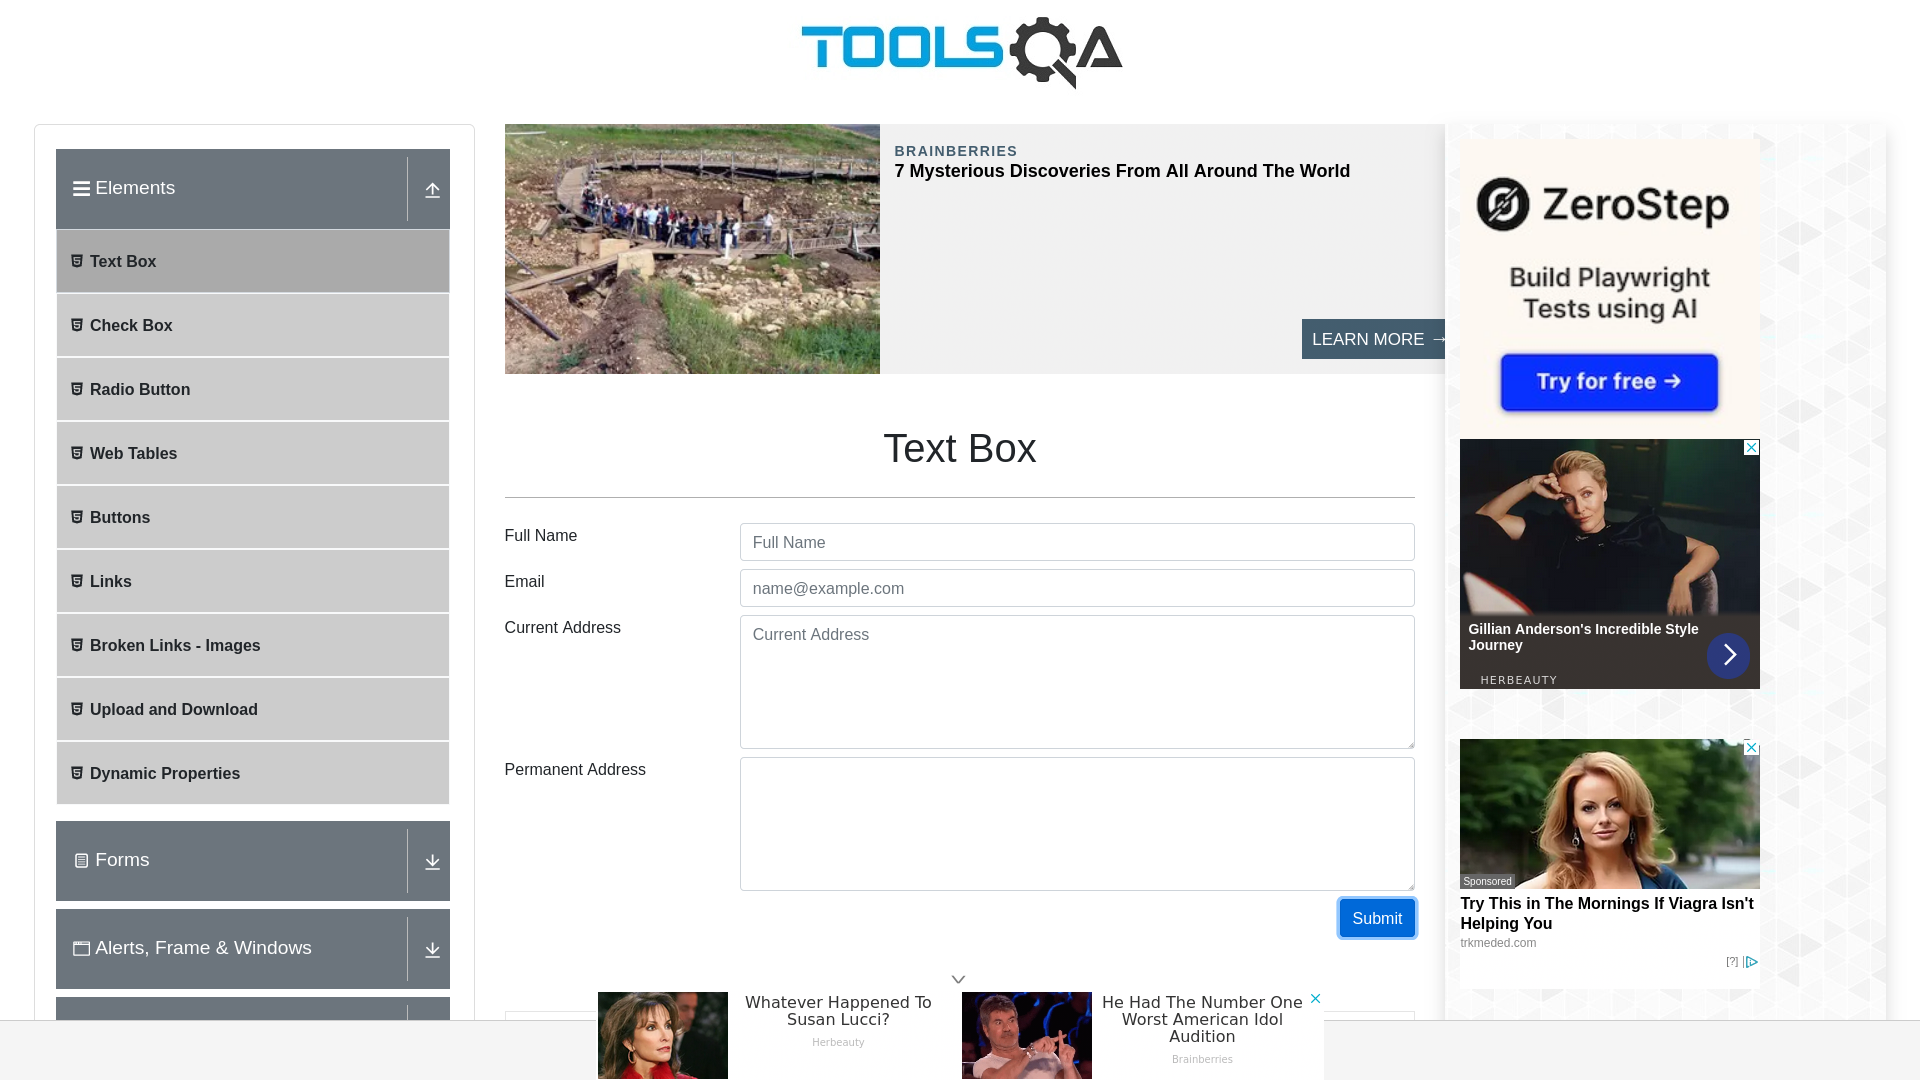 TOOLSQA
Elements
Text Box
Check Box
Radio Button
Web Tables
Buttons
Links
Broken Links - Images
Upload and Download
Dynamic Properties
Forms
Alerts, Frame & Windows
BRAINBERRIES
7 Mysterious Discoveries From All Around The World
LEARN MORE →
Text Box
Full Name
Full Name
Email
name@example.com
Current Address
Current Address
Permanent Address
Submit
ZeroStep
Build Playwright
Tests using AI
Try for free →
Gillian Anderson's Incredible Style
Journey
HERBEAUTY
Sponsored
Try This in The Mornings If Viagra Isn't
Helping You
trkmeded.com
[?]
Whatever Happened To
Susan Lucci?
Herbeauty
He Had The Number One
Worst American Idol
Audition
Brainberries